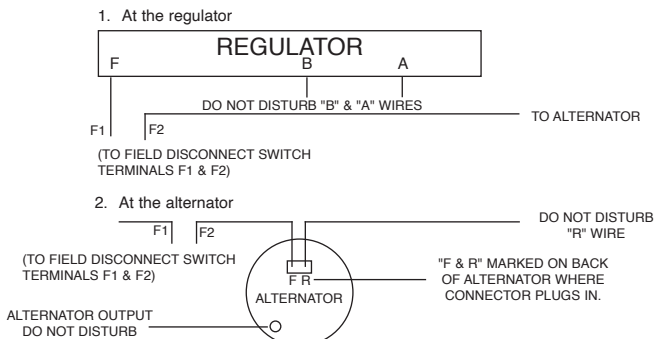 1. At the regulator
REGULATOR
F B A
DO NOT DISTURB "B" & "A" WIRES
TO ALTERNATOR
F1 F2
(TO FIELD DISCONNECT SWITCH
TERMINALS F1 & F2)
2. At the alternator
F1 F2
DO NOT DISTURB
"R" WIRE
(TO FIELD DISCONNECT SWITCH
TERMINALS F1 & F2)
F R
ALTERNATOR
"F & R" MARKED ON BACK
OF ALTERNATOR WHERE
CONNECTOR PLUGS IN.
ALTERNATOR OUTPUT
DO NOT DISTURB